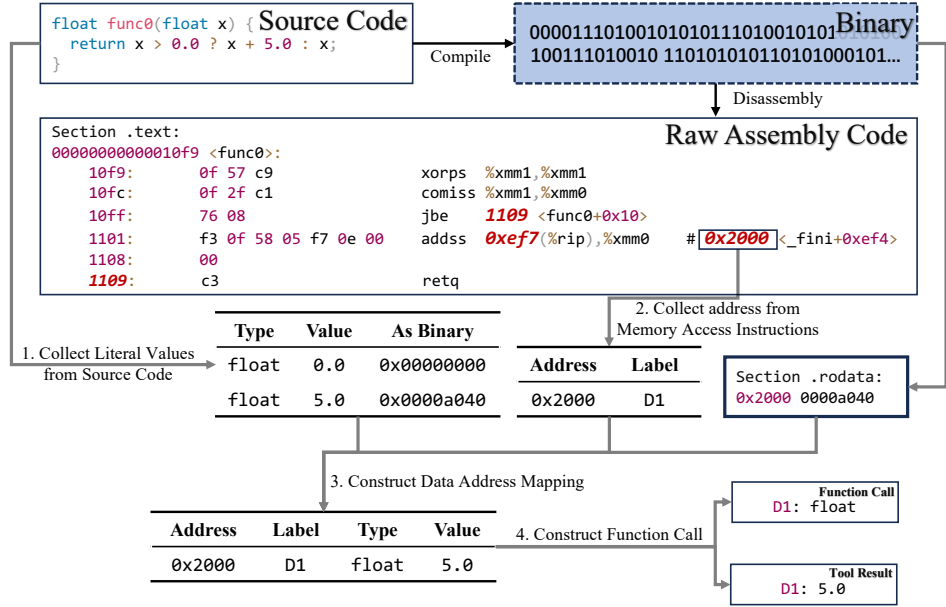 Source Code
float func0(float x) {
return x > 0.0 ? x + 5.0 : x;
}
Compile
Binary
000011101001010101110100101010101010
100111010010 110101010110101000101...
Disassembly
Raw Assembly Code
Section .text:
00000000000010f9 <func0>:
10f9: 0f 57 c9 xorps %xmm1,%xmm1
10fc: 0f 2f c1 comiss %xmm1,%xmm0
10ff: 76 08 jbe 1109 <func0+0x10>
1101: f3 0f 58 05 f7 0e 00 addss 0xef7(%rip),%xmm0 # 0x2000 <_fini+0xef4>
1108: 00
1109: c3 retq
1. Collect Literal Values
from Source Code
Type Value As Binary
float 0.0 0x00000000
float 5.0 0x0000a040
2. Collect address from
Memory Access Instructions
Address Label
0x2000 D1
Section .rodata:
0x2000 0000a040
3. Construct Data Address Mapping
Address Label Type Value
0x2000 D1 float 5.0
4. Construct Function Call
Function Call
D1: float
Tool Result
D1: 5.0